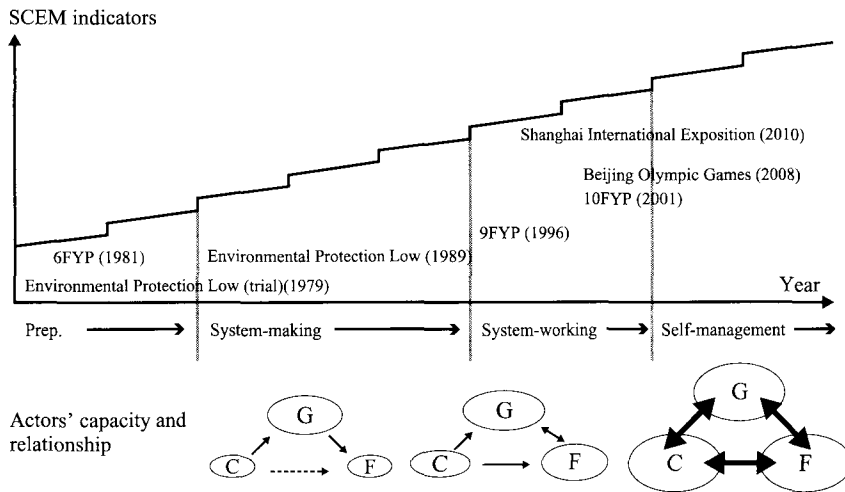 SCEM indicators
Shanghai International Exposition (2010)
Beijing Olympic Games (2008)
10FYP (2001)
9FYP (1996)
6FYP (1981)
Environmental Protection Low (1989)
Environmental Protection Low (trial)(1979)
Year
Prep.
System-making
System-working
Self-management
Actors' capacity and
relationship
G
C
F
G
C
F
G
C
F